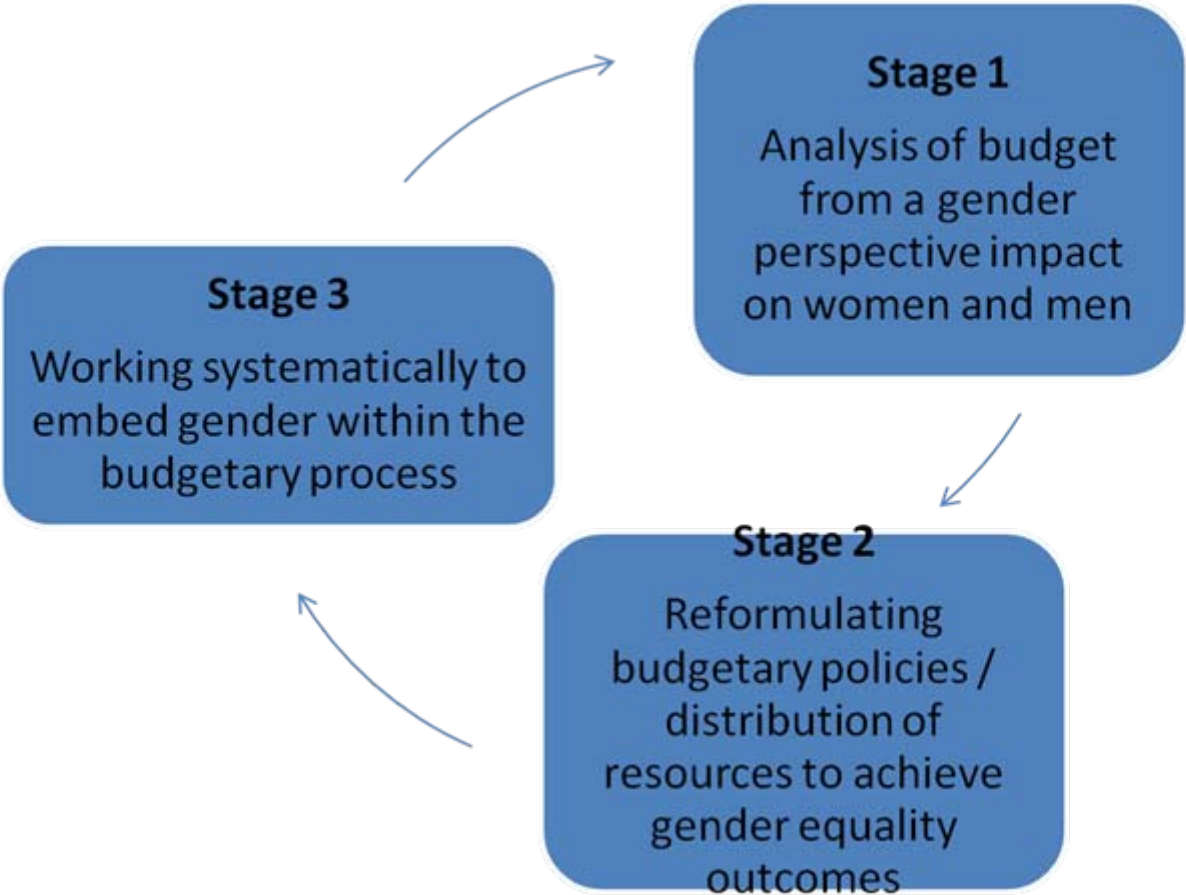 Stage 1
Analysis of budget
from a gender
perspective impact
on women and men
Stage 2
Reformulating
budgetary policies /
distribution of
resources to achieve
gender equality
outcomes
Stage 3
Working systematically to
embed gender within the
budgetary process